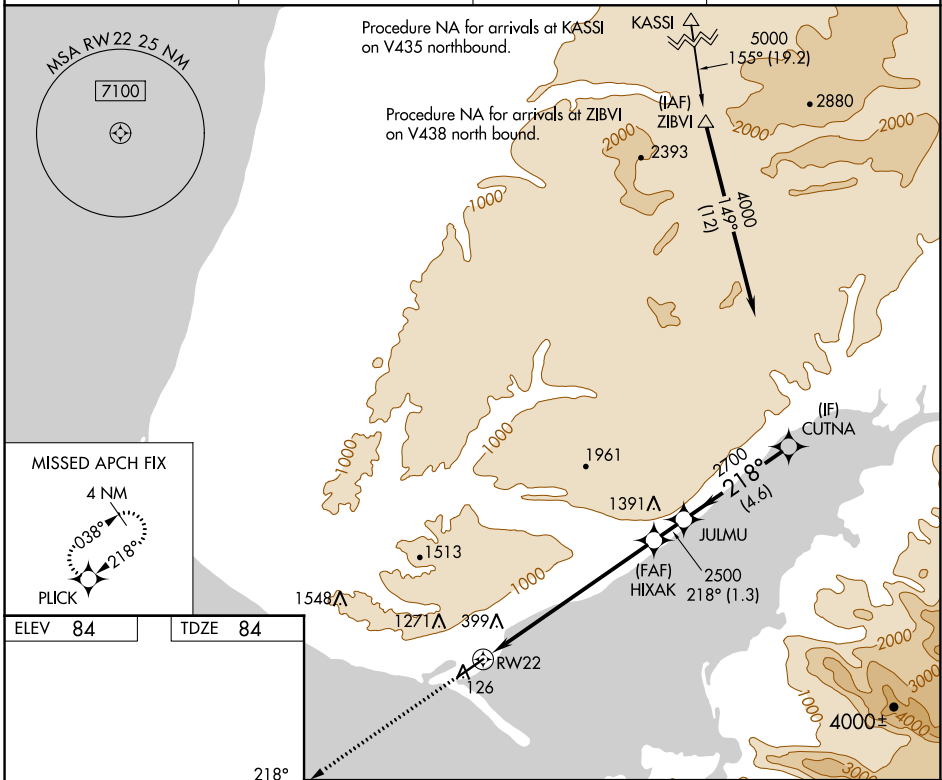 MSA RW22 25 NM
7100
Procedure NA for arrivals at KASSI
on V435 northbound.
Procedure NA for arrivals at ZIBVI
on V438 north bound.
KASSI
5000
155° (19.2)
(IAF)
ZIBVI
2880
2000
2000
2000
2393
1000
4000
149°
(12)
(IF)
CUTNA
1000
1000
1961
2700
218°
(4.6)
1391
JULMU
(FAF)
HIXAK
2500
218° (1.3)
MISSED APCH FIX
4 NM
038°
218°
PLICK
1513
1000
1548
1271
399
RW22
126
ELEV 84
TDZE 84
218°
2000
3000
1000
4000±
4000
3000